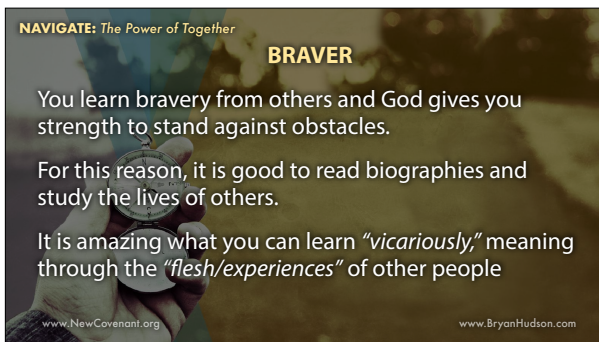 NAVIGATE: The Power of Together
BRAVER
You learn bravery from others and God gives you
strength to stand against obstacles.
For this reason, it is good to read biographies and
study the lives of others.
It is amazing what you can learn “vicariously,” meaning
through the “flesh/experiences” of other people
www.NewCovenant.org
www.BryanHudson.com